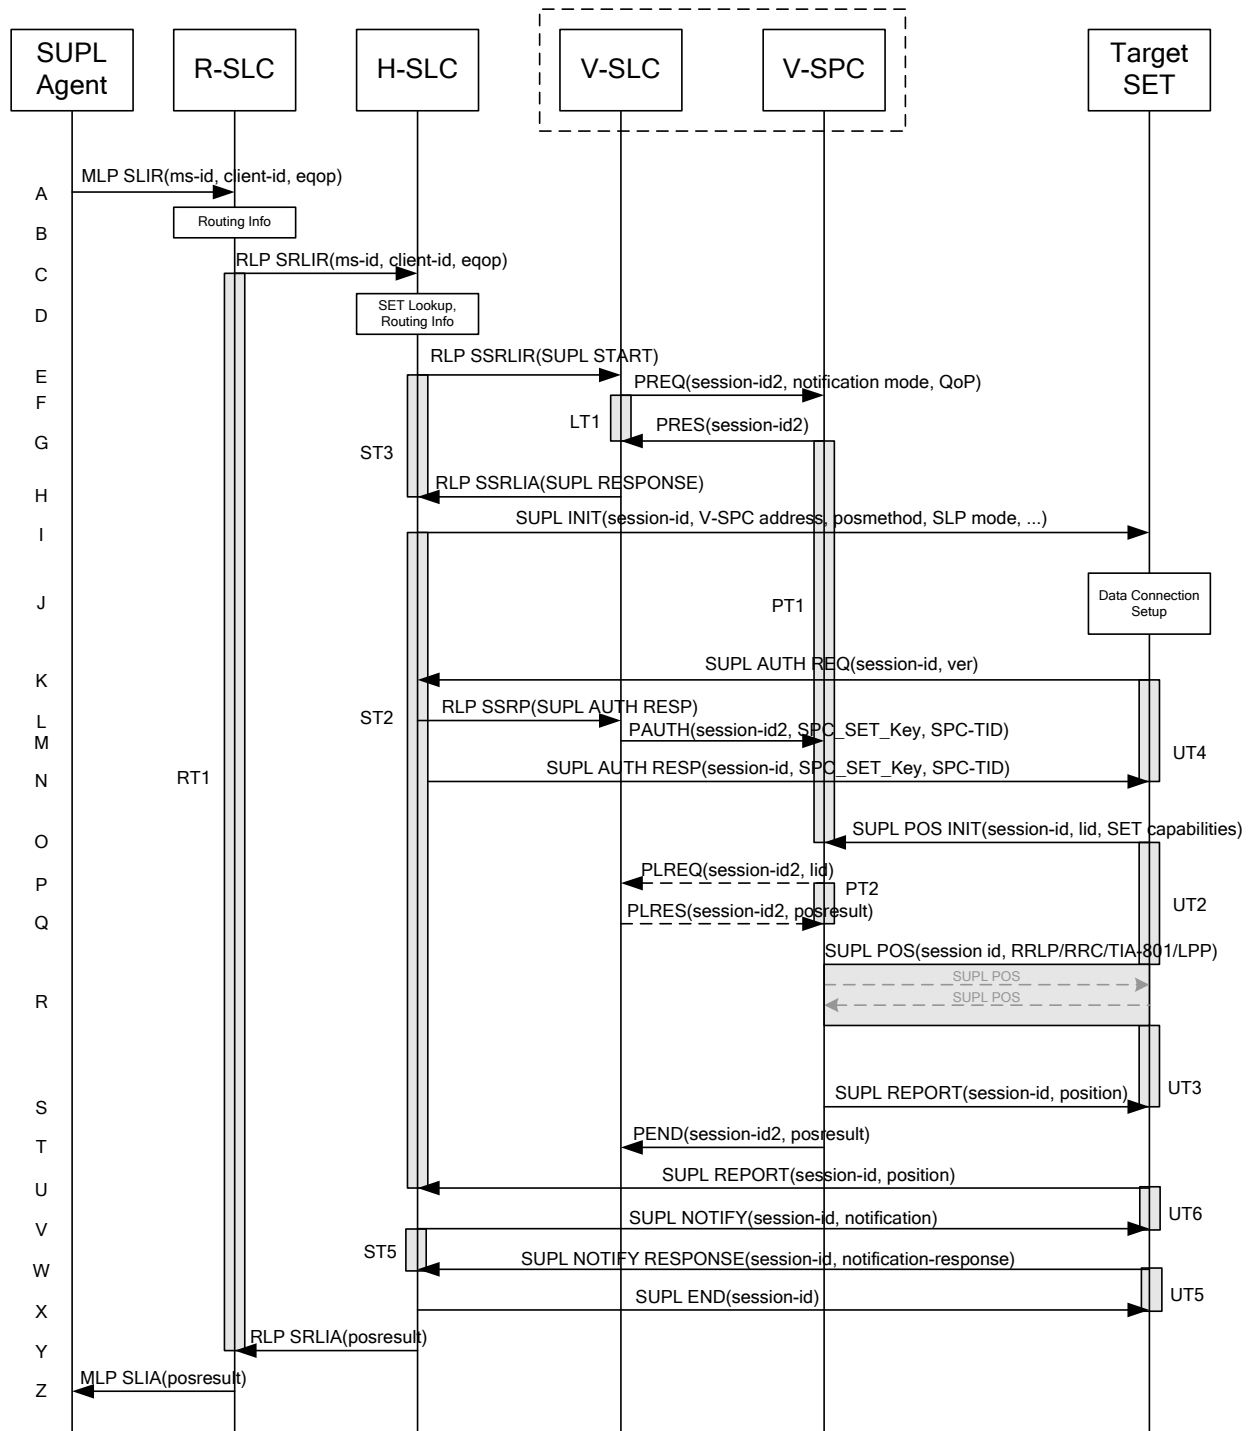 SUPL
Agent
R-SLC
H-SLC
V-SLC
V-SPC
Target
SET
MLP SLIR(ms-id, client-id, eqop)
A
Routing Info
B
RLP SRLIR(ms-id, client-id, eqop)
C
SET Lookup,
Routing Info
D
RLP SSRLIR(SUPL START)
E
PREQ(session-id2, notification mode, QoP)
F
LT1
PRES(session-id2)
G
ST3
RLP SSRLIA(SUPL RESPONSE)
H
SUPL INIT(session-id, V-SPC address, posmethod, SLP mode, ...)
I
Data Connection
Setup
J
PT1
SUPL AUTH REQ(session-id, ver)
K
RLP SSRP(SUPL AUTH RESP)
ST2
L
PAUTH(session-id2, SPC_SET_Key, SPC-TID)
M
UT4
SUPL AUTH RESP(session-id, SPC_SET_Key, SPC-TID)
RT1
N
SUPL POS INIT(session-id, lid, SET capabilities)
O
PLREQ(session-id2, lid)
P
PT2
UT2
PLRES(session-id2, posresult)
Q
SUPL POS(session id, RRLP/RRC/TIA-801/LPP)
SUPL POS
SUPL POS
R
UT3
SUPL REPORT(session-id, position)
S
PEND(session-id2, posresult)
T
SUPL REPORT(session-id, position)
U
UT6
SUPL NOTIFY(session-id, notification)
V
ST5
SUPL NOTIFY RESPONSE(session-id, notification-response)
W
UT5
SUPL END(session-id)
X
RLP SRLIA(posresult)
Y
MLP SLIA(posresult)
Z